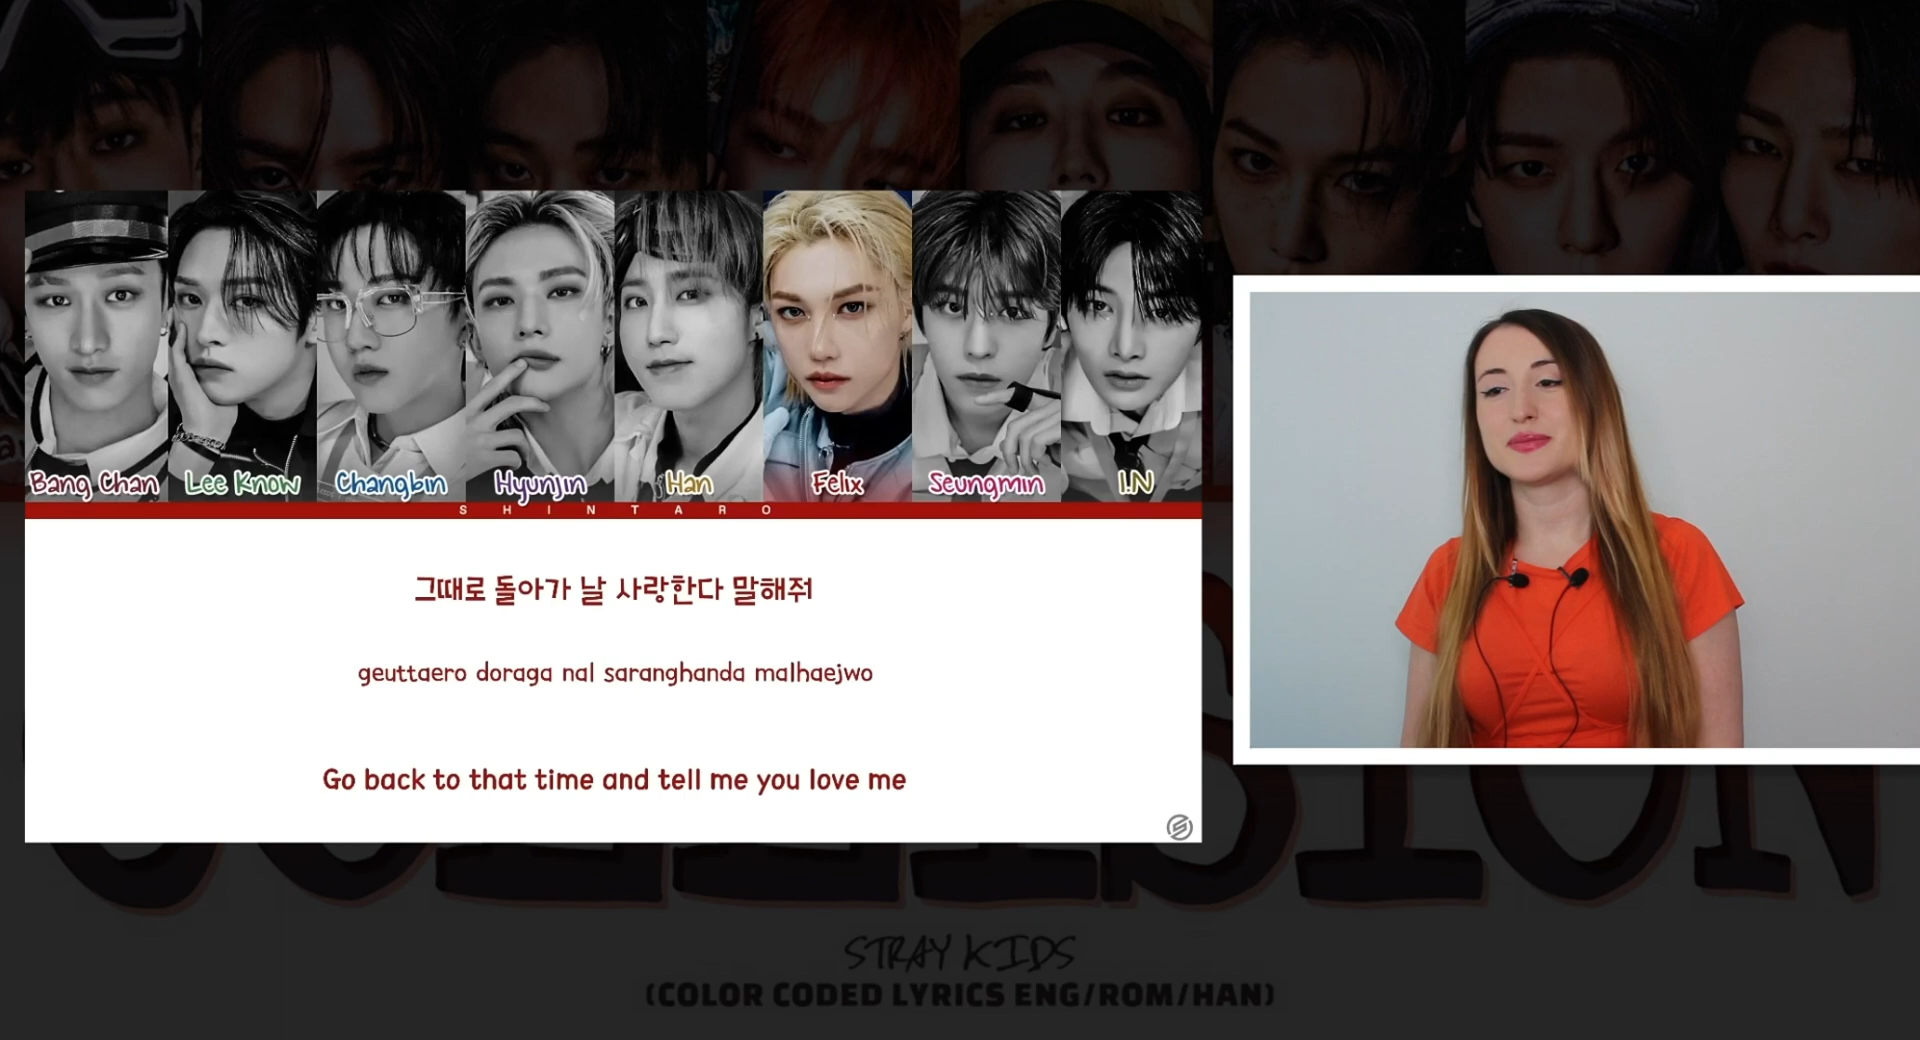 Bang Chan
Lee Know
Changbin
Hyunjin
Han
Felix
Seungmin
I.N
SHINTARO
그때로 돌아가 날 사랑한다 말해줘
geuttaero doraga nal saranghanda malhaejwo
Go back to that time and tell me you love me
STRAY KIDS
(COLOR CODED LYRICS ENG/ROM/HAN)